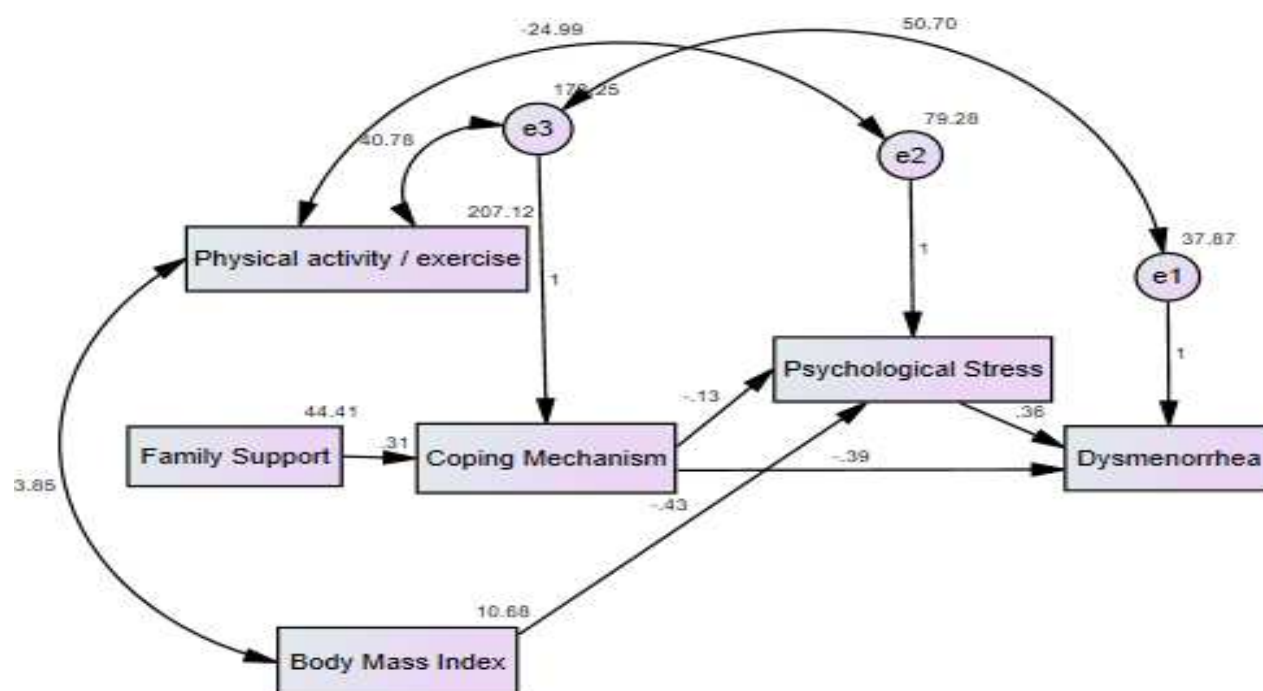 -24.99
50.70
e3
79.28
40.78
e2
207.12
37.87
Physical activity / exercise
1
1
e1
Psychological Stress
1
44.41
-.13
.36
Family Support
.31
Coping Mechanism
-.39
Dysmenorrhea
3.85
-.43
10.68
Body Mass Index